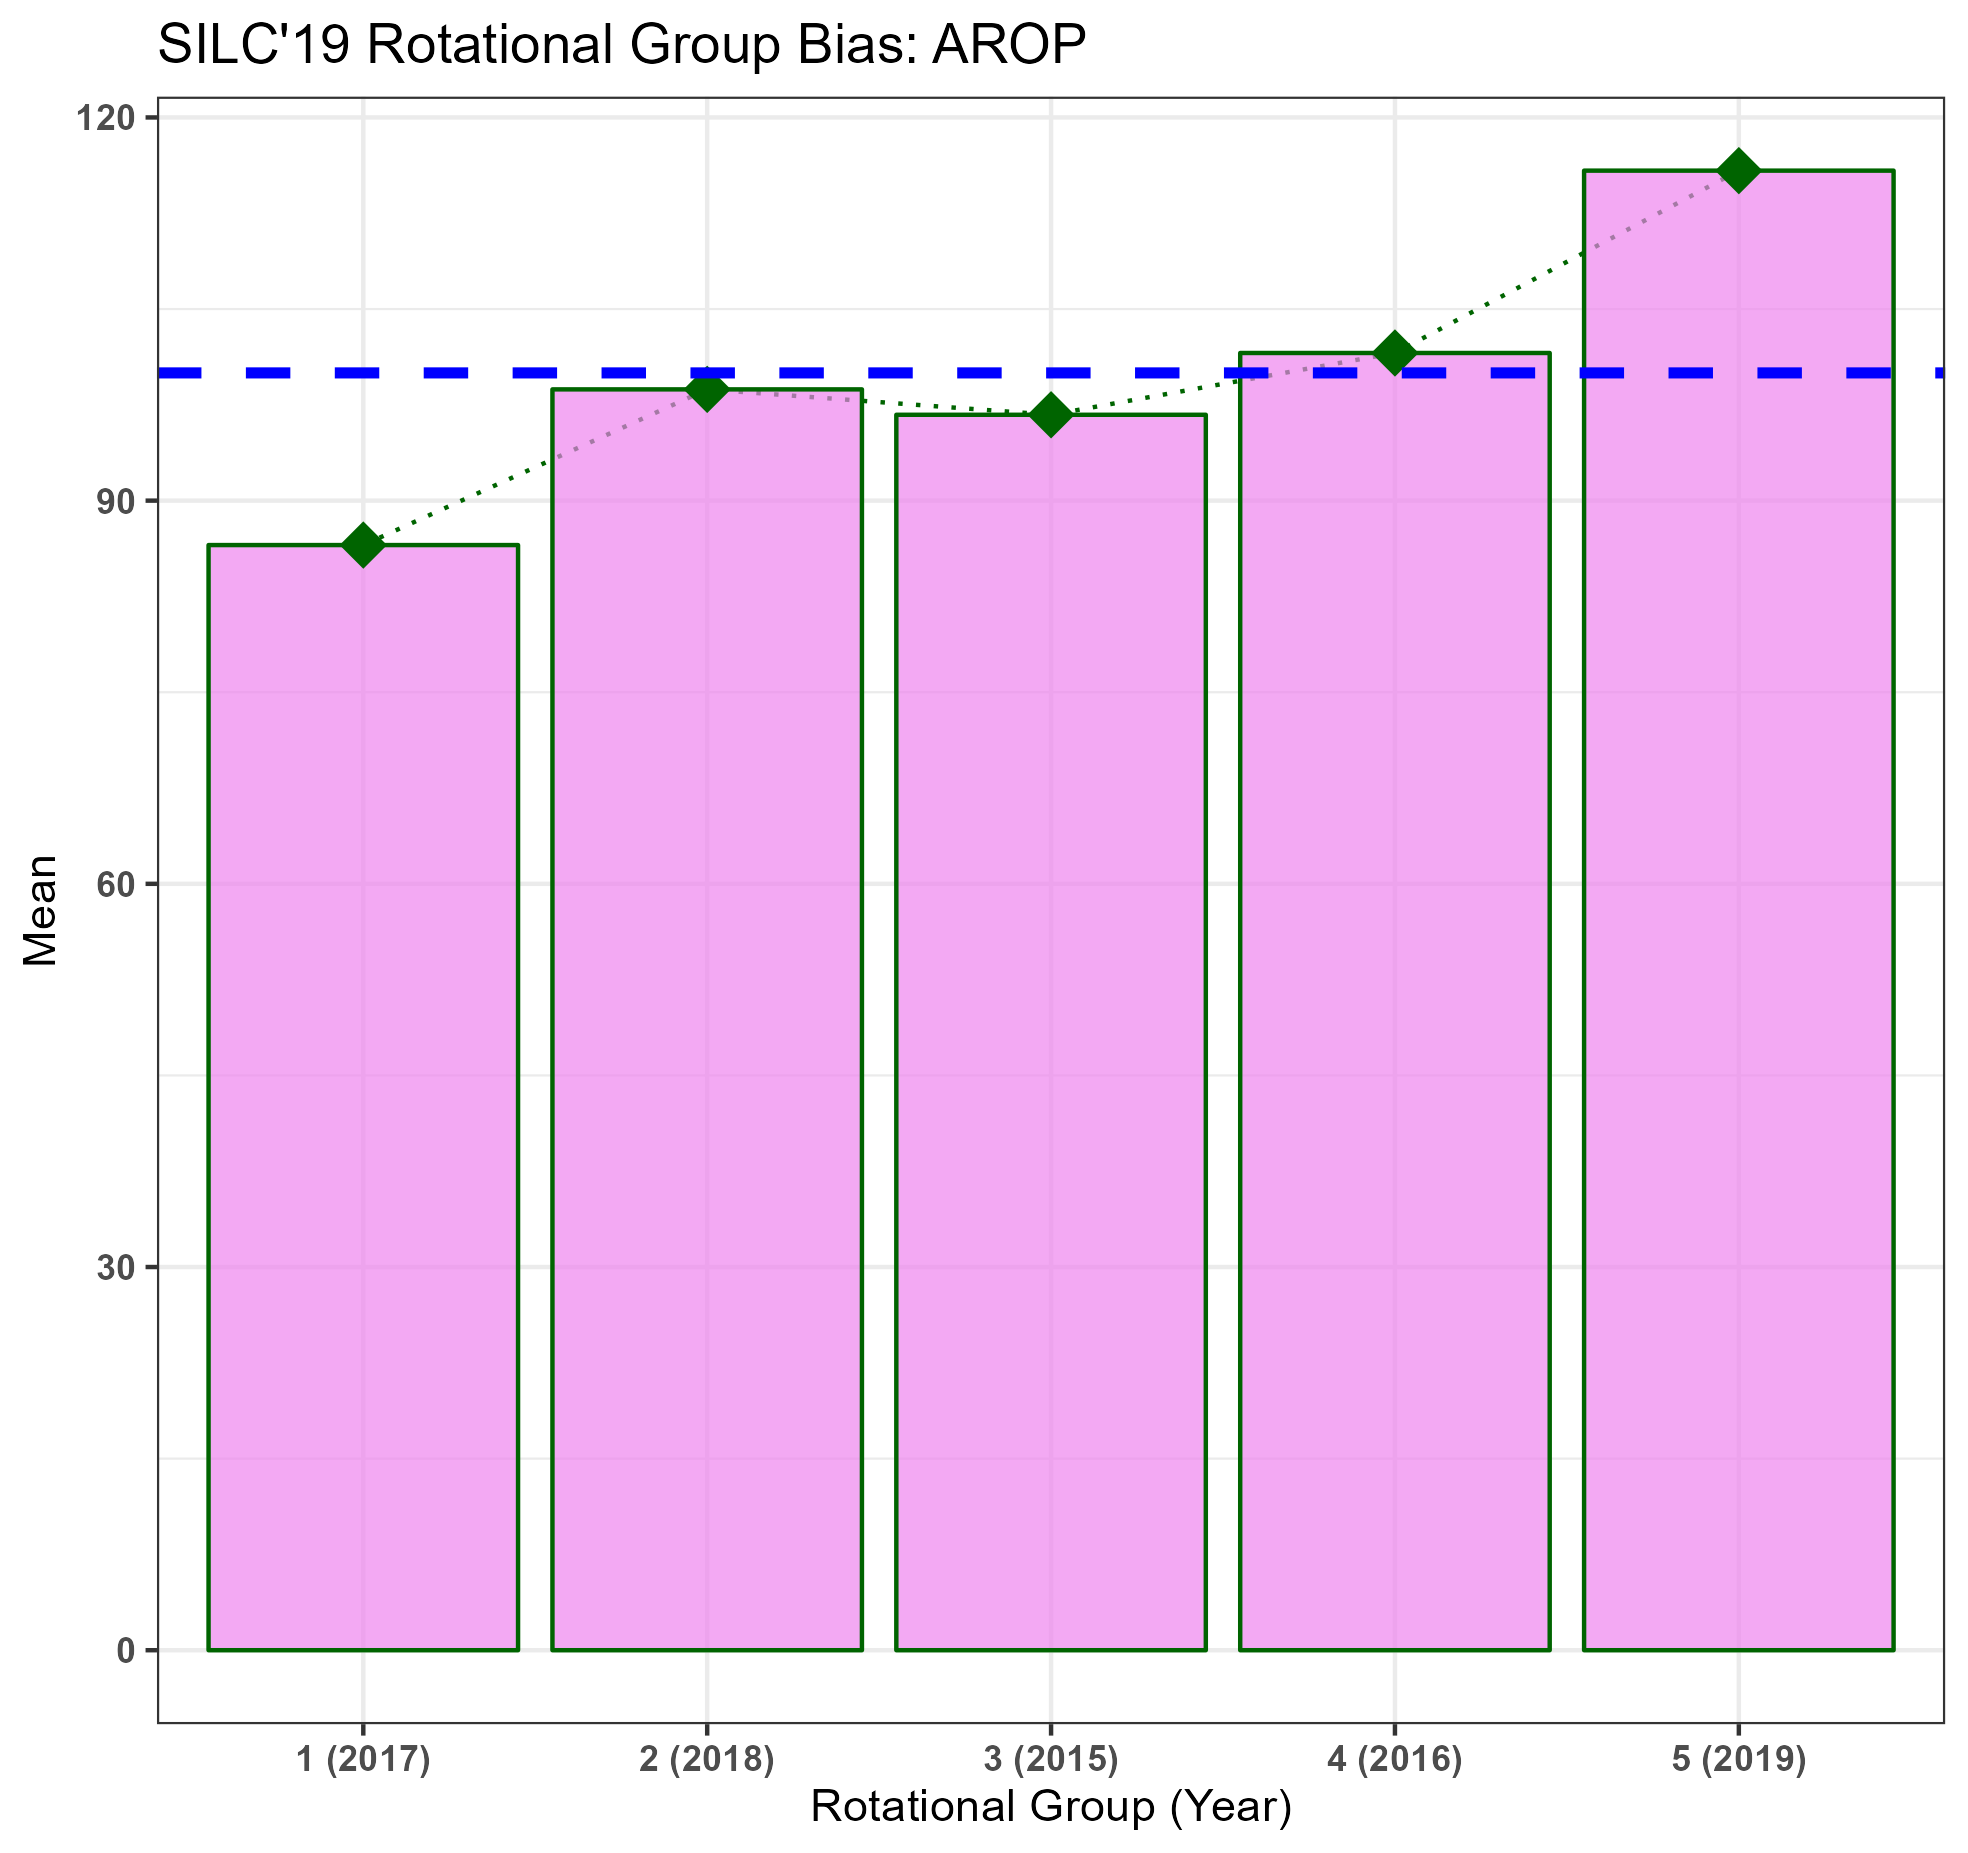 SILC'19 Rotational Group Bias: AROP
120
90
60
30
0
Mean
1 (2017) 2 (2018) 3 (2015) 4 (2016) 5 (2019)
Rotational Group (Year)